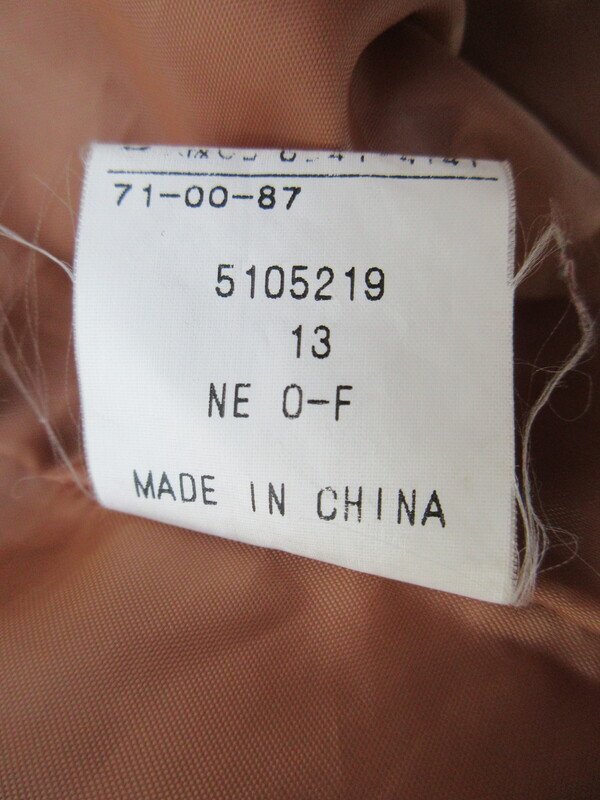 71-00-87
5105219
13
NE O-F
MADE IN CHINA